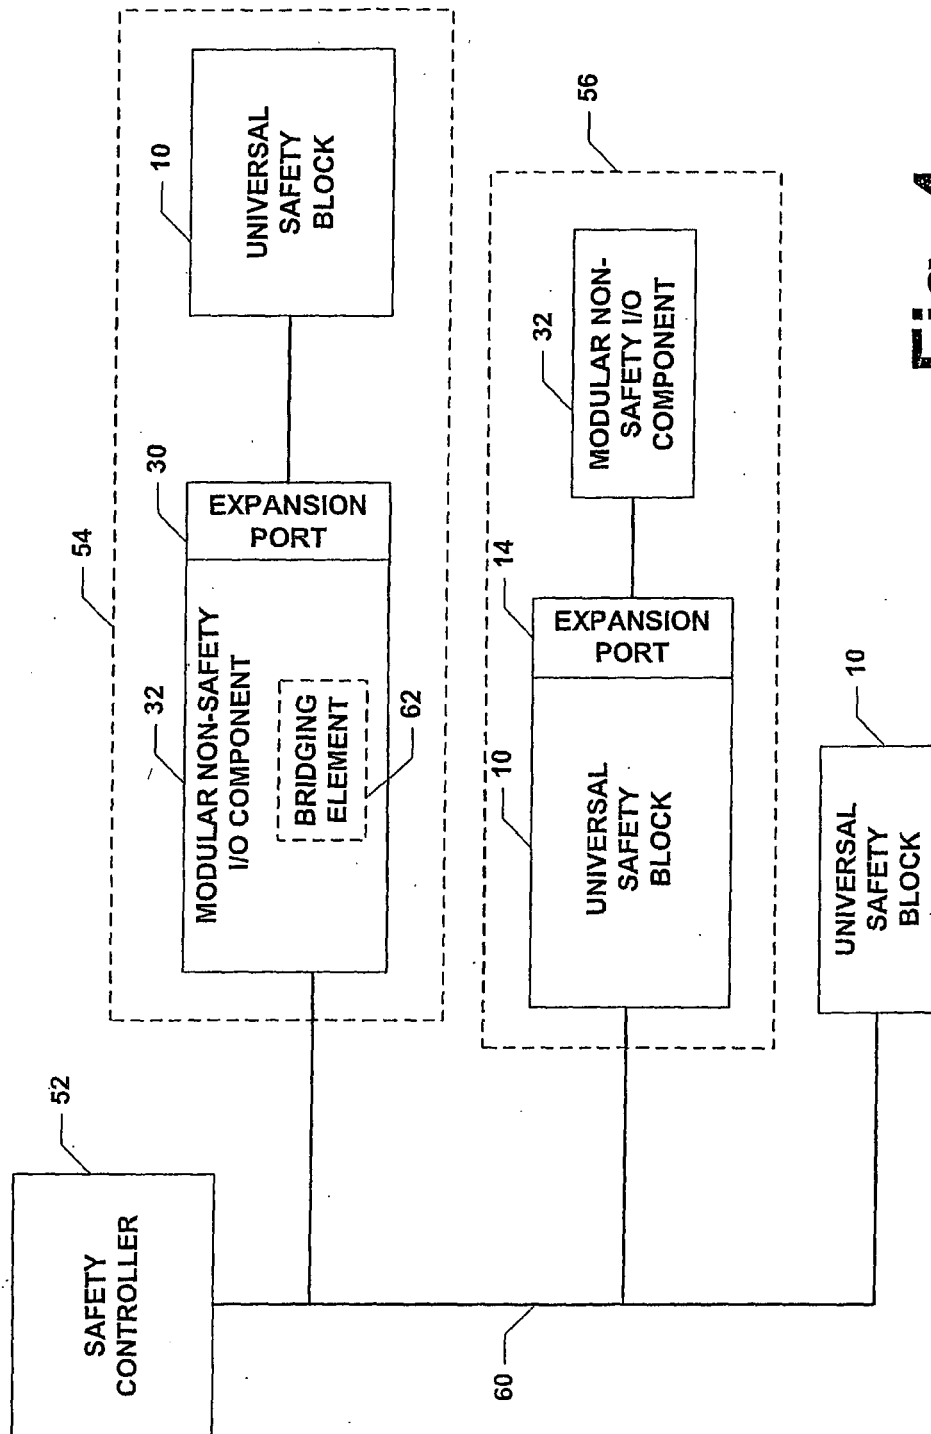 52
SAFETY
CONTROLLER
60
54
32
30
MODULAR NON-SAFETY
I/O COMPONENT
BRIDGING
ELEMENT
62
EXPANSION
PORT
10
UNIVERSAL
SAFETY
BLOCK
56
10
14
UNIVERSAL
SAFETY
BLOCK
EXPANSION
PORT
32
MODULAR NON-
SAFETY I/O
COMPONENT
10
UNIVERSAL
SAFETY
BLOCK